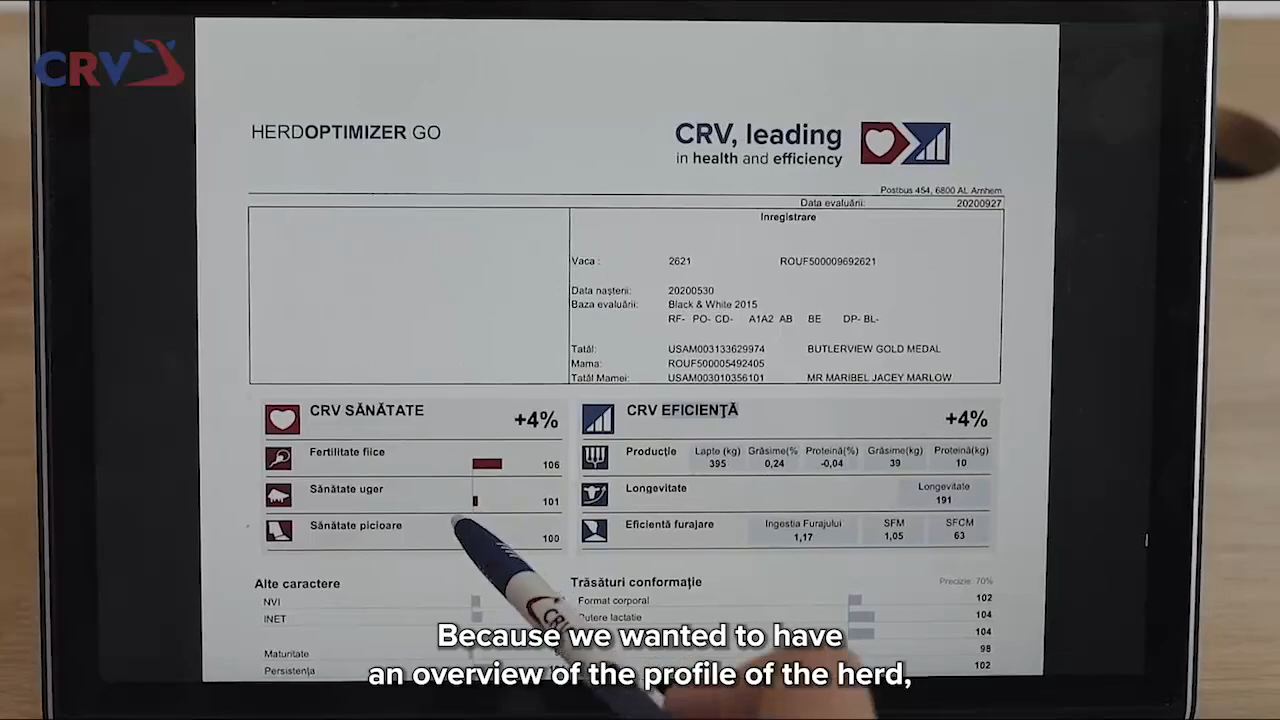 CRV
HERDOPTIMIZER GO
CRV, leading
in health and efficiency
Postbus 454, 6800 AL Arnhem
Data evaluării: 20200927
Inregistrare
Vaca : 2621 ROUF500009692621
Data nașterii: 20200530
Baza evaluării: Black & White 2015
RF- PO- CD- A1A2 AB BE DP- BL-
Tatăl: USAM003133629974 BUTLERVIEW GOLD MEDAL
Mama: ROUF500005492405
Tatăl Mamei: USAM003010356101 MR MARIBEL JACEY MARLOW
CRV SĂNĂTATE +4%
Fertilitate fiice 106
Sănătate uger 101
Sănătate picioare 100
CRV EFICIENŢĂ +4%
Producție Lapte (kg) Grăsime(% Proteină(%) Grăsime(kg) Proteină(kg)
395 0,24 -0,04 39 10
Longevitate Longevitate
191
Eficientă furajare Ingestia Furajului SFM SFCM
1,17 1,05 63
Alte caractere
NVI
INET
Maturitate
Persistența
Trăsături conformație Precizie: 70%
Format corporal 102
Putere lactatie 104
104
98
102
CRV
Because we wanted to have
an overview of the profile of the herd,